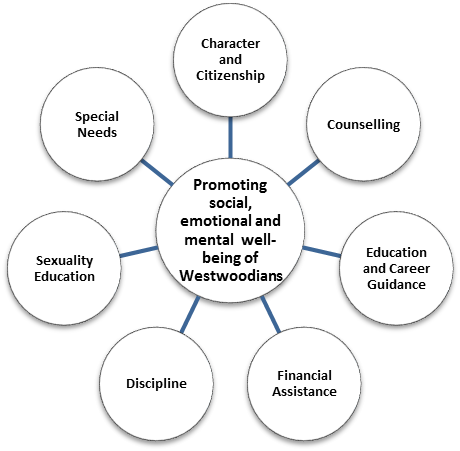 Character
and
Citizenship
Counselling
Education
and Career
Guidance
Financial
Assistance
Discipline
Sexuality
Education
Special
Needs
Promoting
social,
emotional and
mental well-
being of
Westwoodians